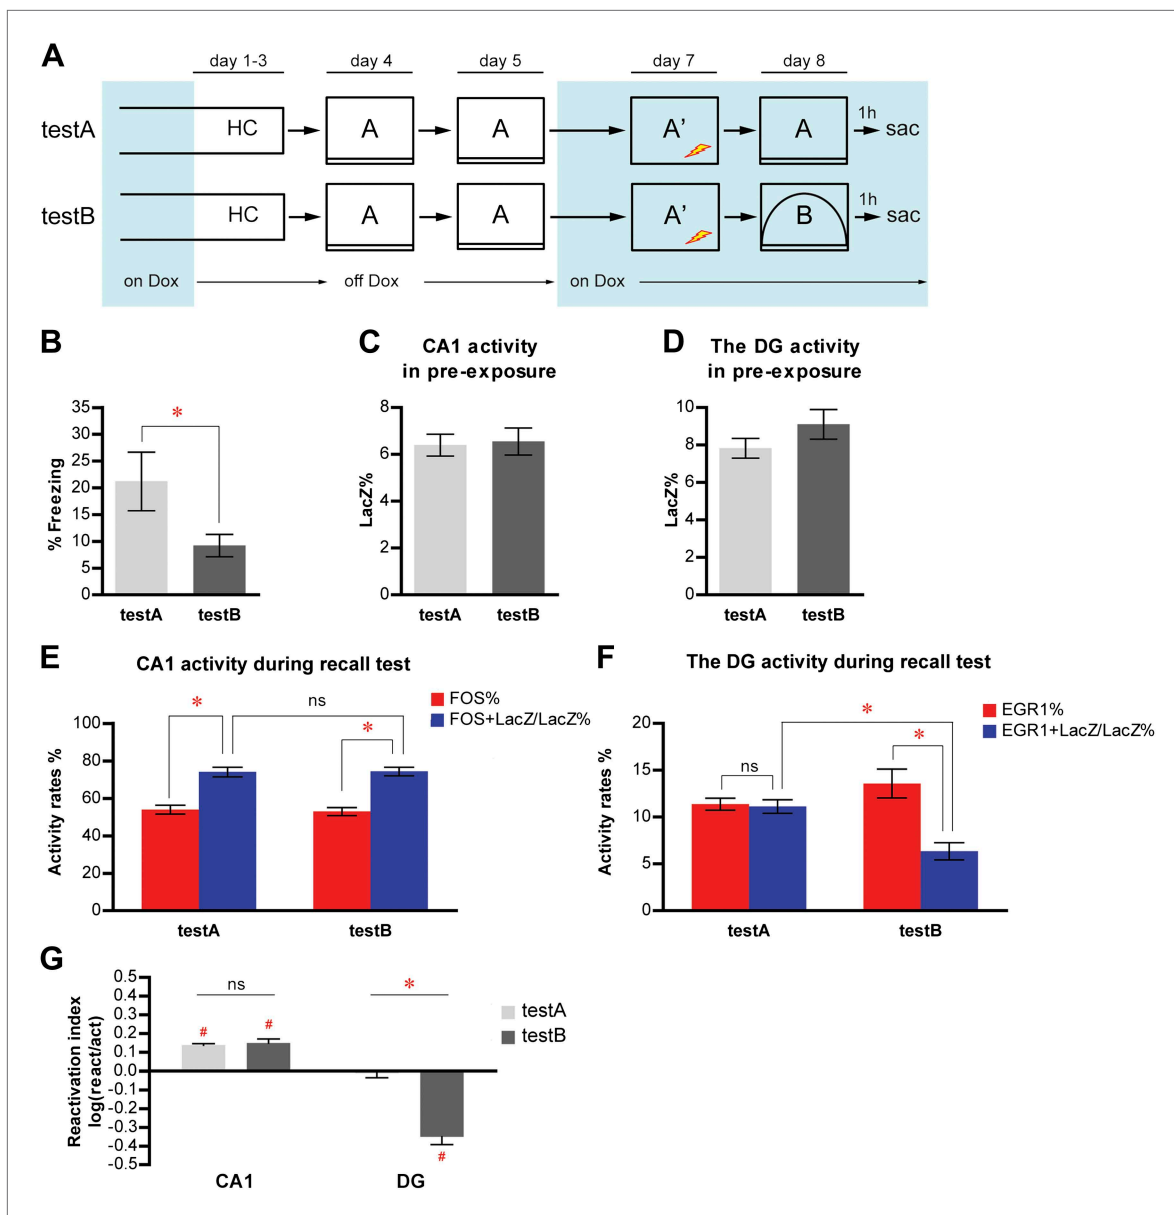 A
day 1-3 day 4 day 5 day 7 day 8
testA HC A A A' A 1h sac
testB HC A A A' B 1h sac
on Dox off Dox on Dox
B
% Freezing
35
30
25
20
15
10
5
0
*
testA testB
C
CA1 activity
in pre-exposure
LacZ%
8
6
4
2
0
testA testB
D
The DG activity
in pre-exposure
LacZ%
10
8
6
4
2
0
testA testB
E
CA1 activity during recall test
FOS%
FOS+LacZ/LacZ%
Activity rates %
100
80
60
40
20
0
* ns *
testA testB
F
The DG activity during recall test
EGR1%
EGR1+LacZ/LacZ%
Activity rates %
20
15
10
5
0
ns * *
testA testB
G
Reactivation index
log(react/act)
0.5
0.4
0.3
0.2
0.1
0.0
-0.1
-0.2
-0.3
-0.4
-0.5
ns *
# # #
testA
testB
CA1 DG